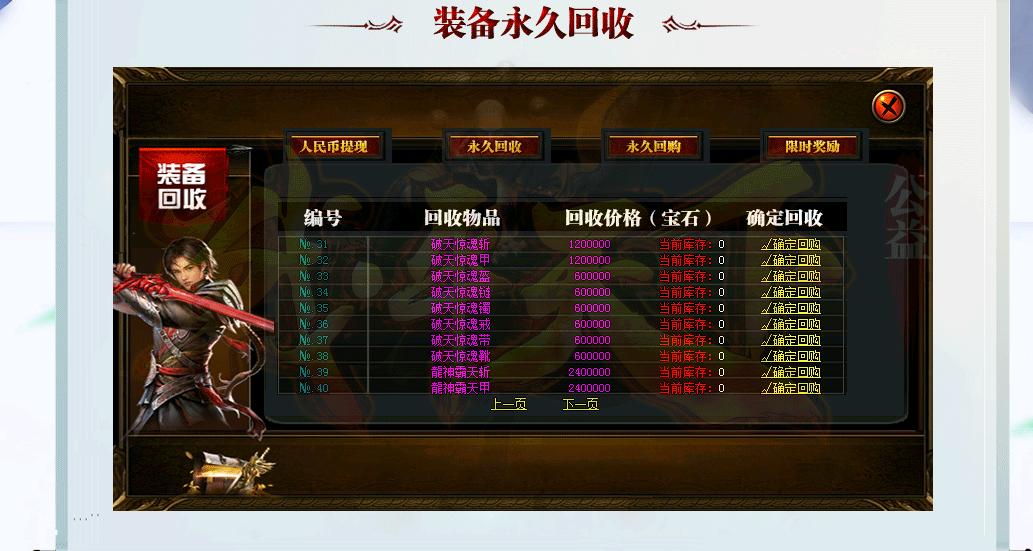 装备永久回收
人民币提现 永久回收 永久回购 限时奖励
装备
回收
公益
编号 回收物品 回收价格（宝石） 确定回收
№.31 破天惊魂斩 1200000 当前库存：0 √确定回购
№.32 破天惊魂甲 1200000 当前库存：0 √确定回购
№.33 破天惊魂盔 600000 当前库存：0 √确定回购
№.34 破天惊魂链 600000 当前库存：0 √确定回购
№.35 破天惊魂镯 600000 当前库存：0 √确定回购
№.36 破天惊魂戒 600000 当前库存：0 √确定回购
№.37 破天惊魂带 600000 当前库存：0 √确定回购
№.38 破天惊魂靴 600000 当前库存：0 √确定回购
№.39 龍神霸天斩 2400000 当前库存：0 √确定回购
№.40 龍神霸天甲 2400000 当前库存：0 √确定回购
上一页 下一页